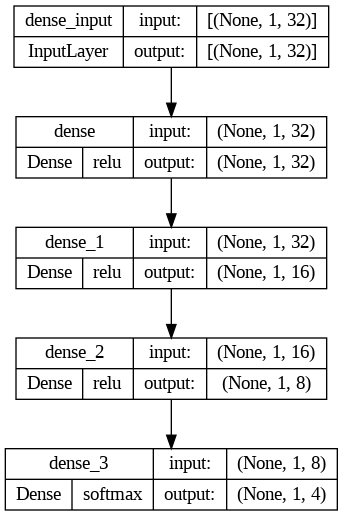 dense_input input: [(None, 1, 32)]
InputLayer output: [(None, 1, 32)]
dense input: (None, 1, 32)
Dense relu output: (None, 1, 32)
dense_1 input: (None, 1, 32)
Dense relu output: (None, 1, 16)
dense_2 input: (None, 1, 16)
Dense relu output: (None, 1, 8)
dense_3 input: (None, 1, 8)
Dense softmax output: (None, 1, 4)